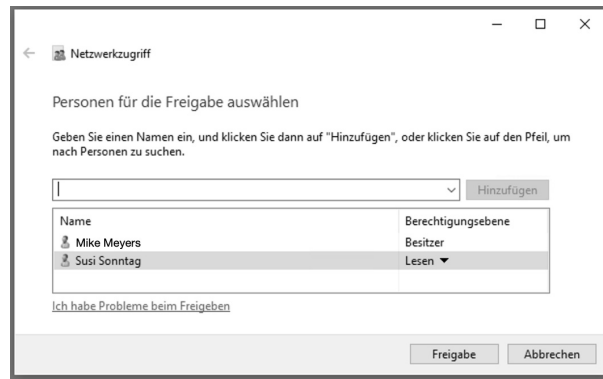 Netzwerkzugriff
Personen für die Freigabe auswählen
Geben Sie einen Namen ein, und klicken Sie dann auf "Hinzufügen", oder klicken Sie auf den Pfeil, um
nach Personen zu suchen.
Hinzufügen
Name Berechtigungsebene
Mike Meyers Besitzer
Susi Sonntag Lesen
Ich habe Probleme beim Freigeben
Freigabe Abbrechen